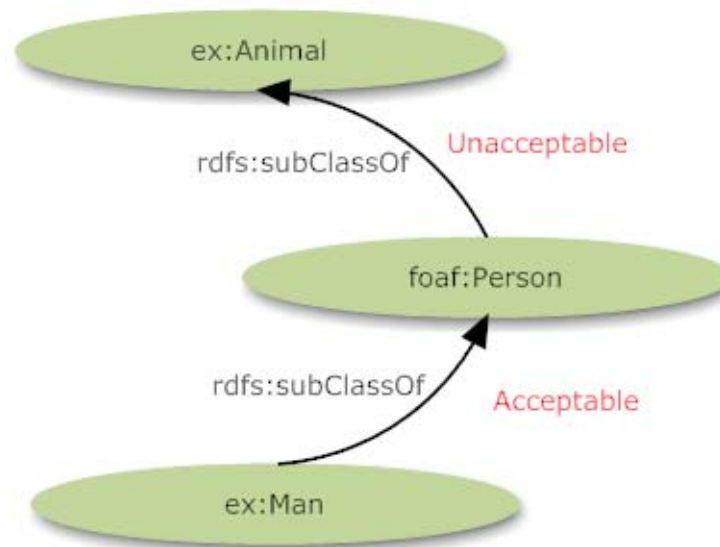 ex:Animal
Unacceptable
rdfs:subClassOf
foaf:Person
rdfs:subClassOf
Acceptable
ex:Man